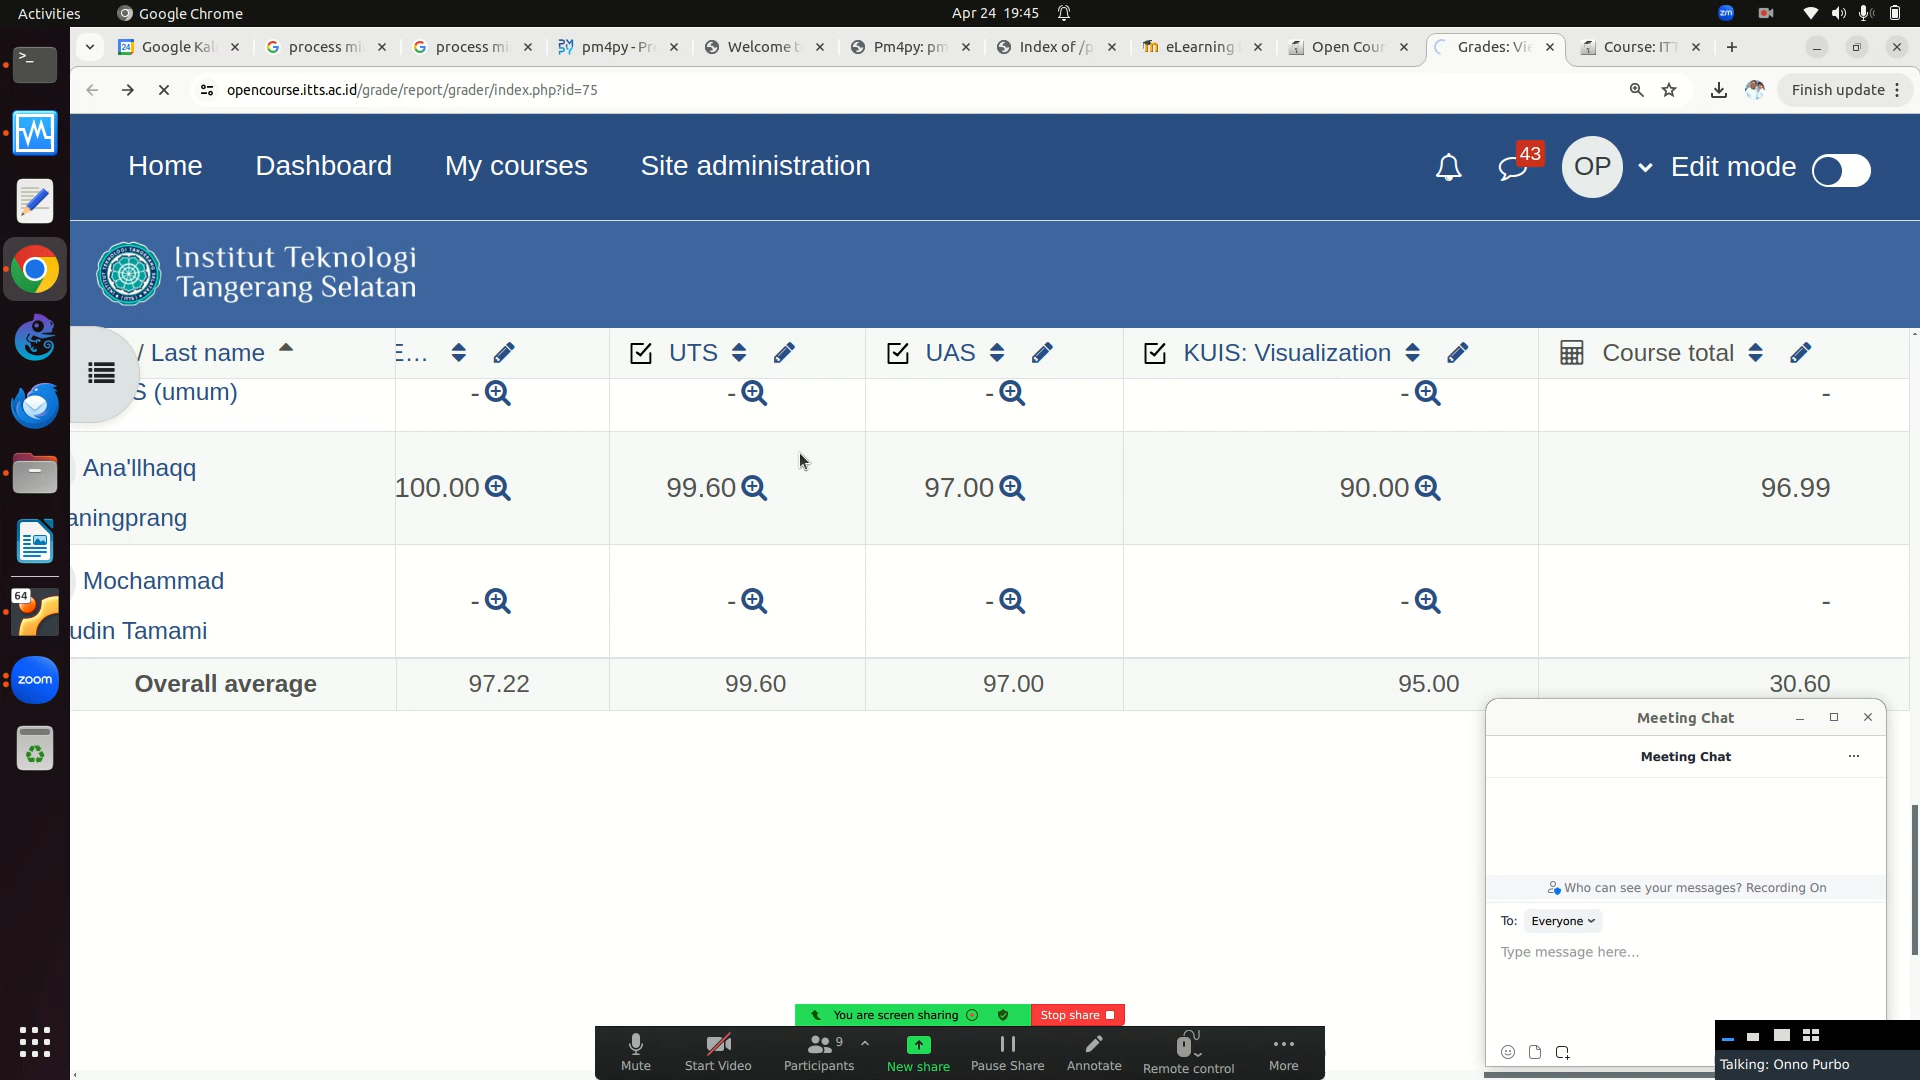 Activities Google Chrome Apr 24 19:45 zm
Google Kal process mi process mi pm4py - Pr Welcome t Pm4py: pm Index of /p eLearning Open Cour Grades: Vie Course: ITT
opencourse.itts.ac.id/grade/report/grader/index.php?id=75 Finish update
Home Dashboard My courses Site administration 43 OP Edit mode
Institut Teknologi
Tangerang Selatan
/ Last name E... UTS UAS KUIS: Visualization Course total
S (umum) - - - - -
Ana'llhaqq
100.00 99.60 97.00 90.00 96.99
aningprang
Mochammad
- - - - -
udin Tamami
Overall average 97.22 99.60 97.00 95.00 30.60
64
zoom
Meeting Chat
Meeting Chat
Who can see your messages? Recording On
To: Everyone
Type message here...
You are screen sharing Stop share
9
Mute Start Video Participants New share Pause Share Annotate Remote control More
Talking: Onno Purbo